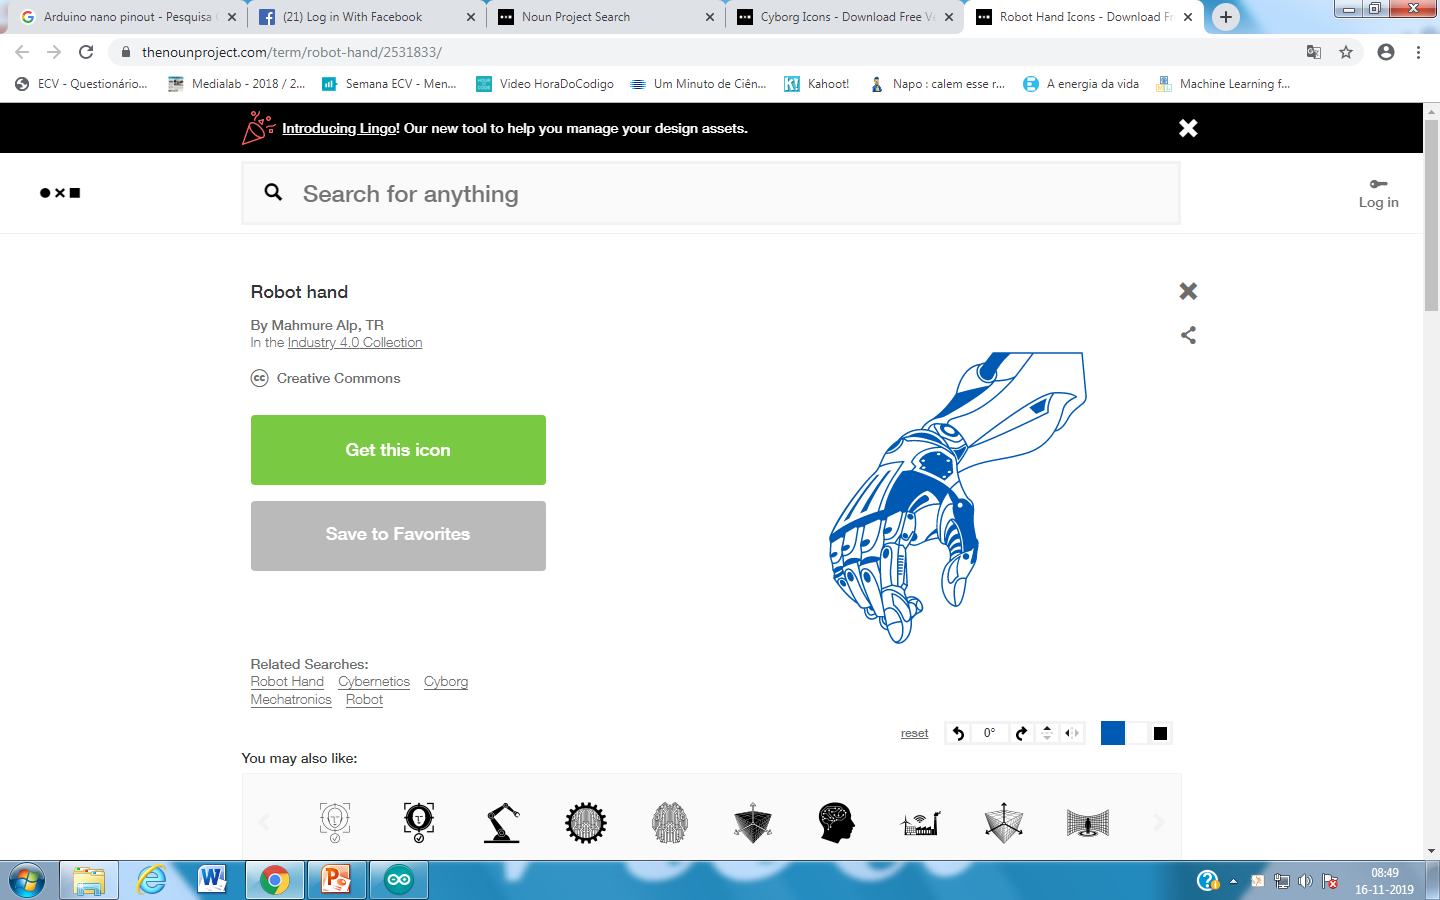 Arduino nano pinout - Pesquisa
(21) Log in With Facebook
Noun Project Search
Cyborg Icons - Download Free Ve
Robot Hand Icons - Download Fr
thenounproject.com/term/robot-hand/2531833/
ECV - Questionário...
Medialab - 2018 / 2...
Semana ECV - Men...
Video HoraDoCodigo
Um Minuto de Ciên...
Kahoot!
Napo : calem esse r...
A energia da vida
Machine Learning f...
Introducing Lingo! Our new tool to help you manage your design assets.
Search for anything
Log in
Robot hand
By Mahmure Alp, TR
In the Industry 4.0 Collection
cc Creative Commons
Get this icon
Save to Favorites
Related Searches:
Robot Hand Cybernetics Cyborg
Mechatronics Robot
reset
0°
You may also like:
08:49
16-11-2019